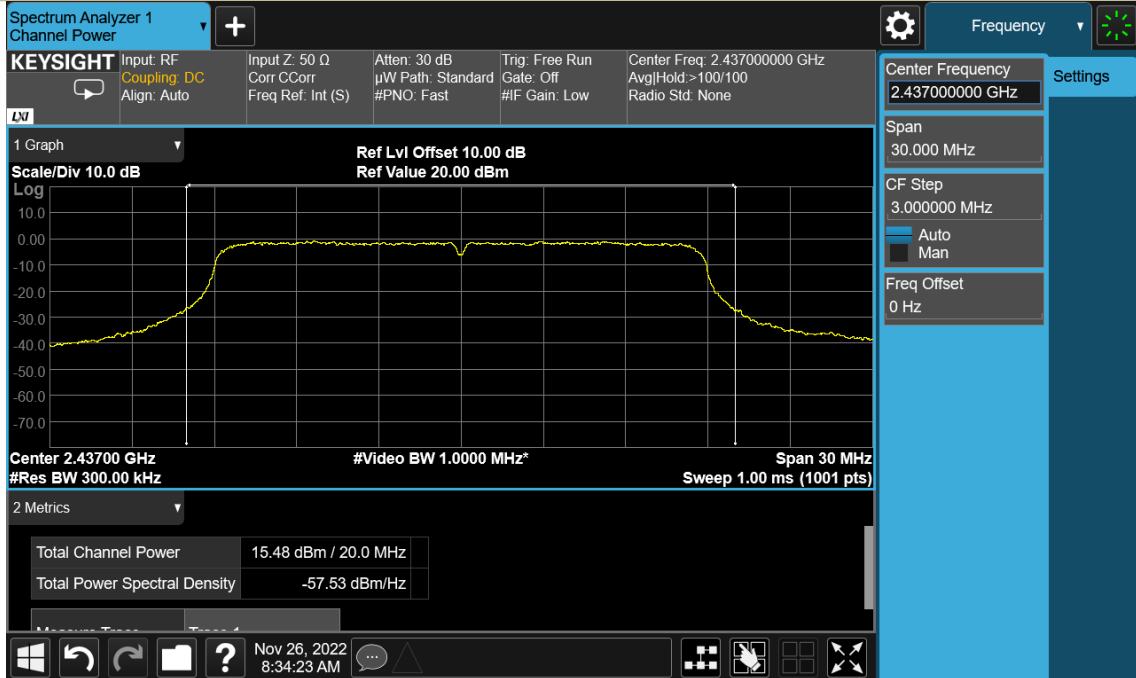 Spectrum Analyzer 1
Channel Power
Frequency
KEYSIGHT
LXI
Input: RF
Coupling: DC
Align: Auto
Input Z: 50 Ω
Corr CCorr
Freq Ref: Int (S)
Atten: 30 dB
µW Path: Standard
#PNO: Fast
Trig: Free Run
Gate: Off
#IF Gain: Low
Center Freq: 2.437000000 GHz
Avg|Hold:>100/100
Radio Std: None
Center Frequency
2.437000000 GHz
Settings
Span
30.000 MHz
CF Step
3.000000 MHz
Auto
Man
Freq Offset
0 Hz
1 Graph
Scale/Div 10.0 dB
Ref Lvl Offset 10.00 dB
Ref Value 20.00 dBm
Log
10.0
0.00
-10.0
-20.0
-30.0
-40.0
-50.0
-60.0
-70.0
Center 2.43700 GHz
#Res BW 300.00 kHz
#Video BW 1.0000 MHz*
Span 30 MHz
Sweep 1.00 ms (1001 pts)
2 Metrics
Total Channel Power 15.48 dBm / 20.0 MHz
Total Power Spectral Density -57.53 dBm/Hz
Measure Trace Trace 1
Nov 26, 2022
8:34:23 AM